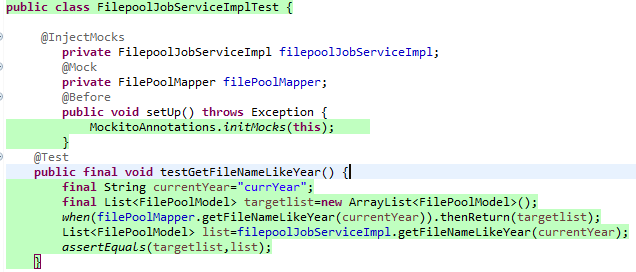 public class FilepoolJobServiceImplTest {
@InjectMocks
private FilepoolJobServiceImpl filepoolJobServiceImpl;
@Mock
private FilePoolMapper filePoolMapper;
@Before
public void setUp() throws Exception {
MockitoAnnotations.initMocks(this);
}
@Test
public final void testGetFileNameLikeYear() {
final String currentYear="currYear";
final List<FilePoolModel> targetlist=new ArrayList<FilePoolModel>();
when(filePoolMapper.getFileNameLikeYear(currentYear)).thenReturn(targetlist);
List<FilePoolModel> list=filepoolJobServiceImpl.getFileNameLikeYear(currentYear);
assertEquals(targetlist,list);
}